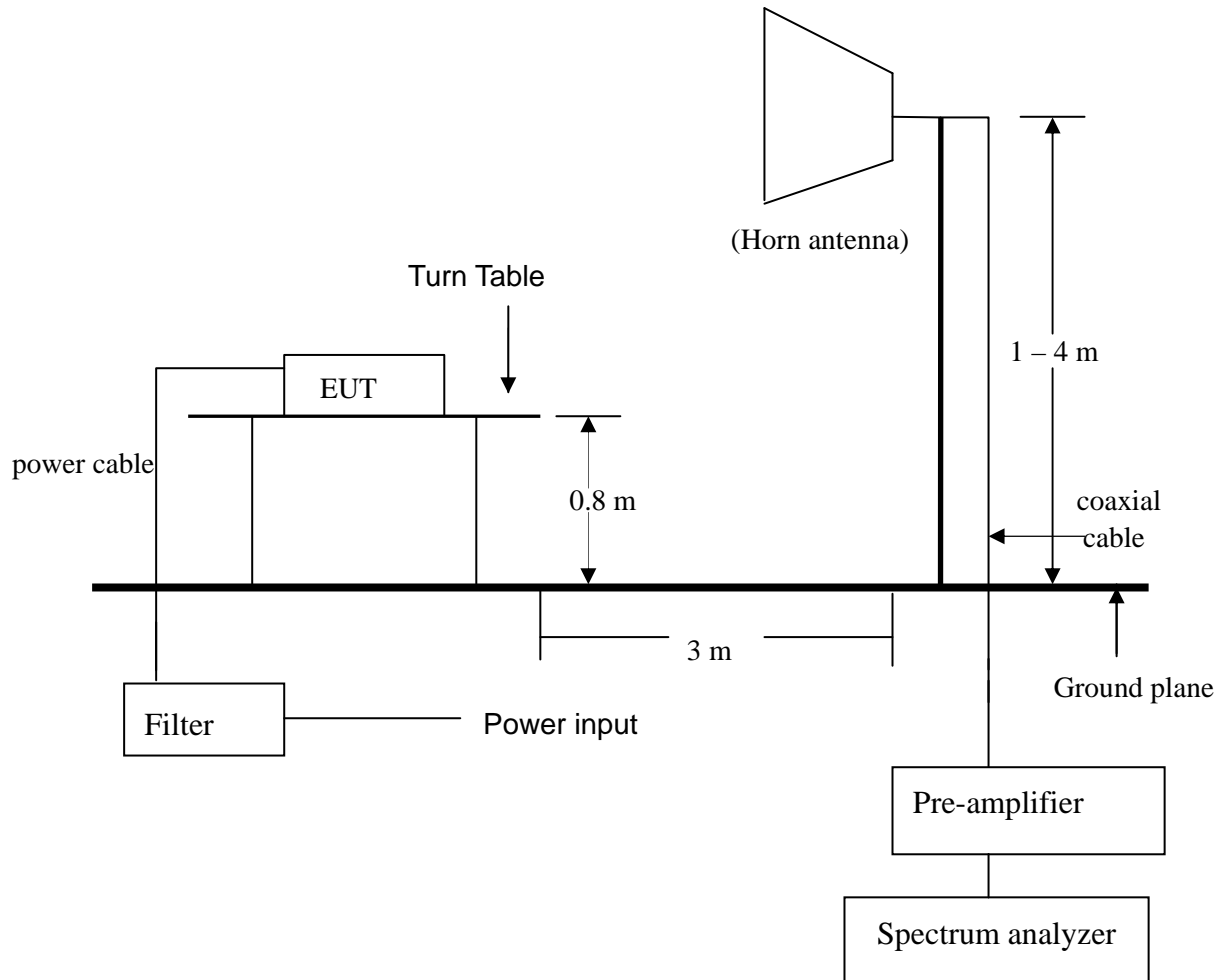 (Horn antenna)
Turn Table
1 – 4 m
EUT
power cable
0.8 m
coaxial
cable
3 m
Ground plane
Filter
Power input
Pre-amplifier
Spectrum analyzer